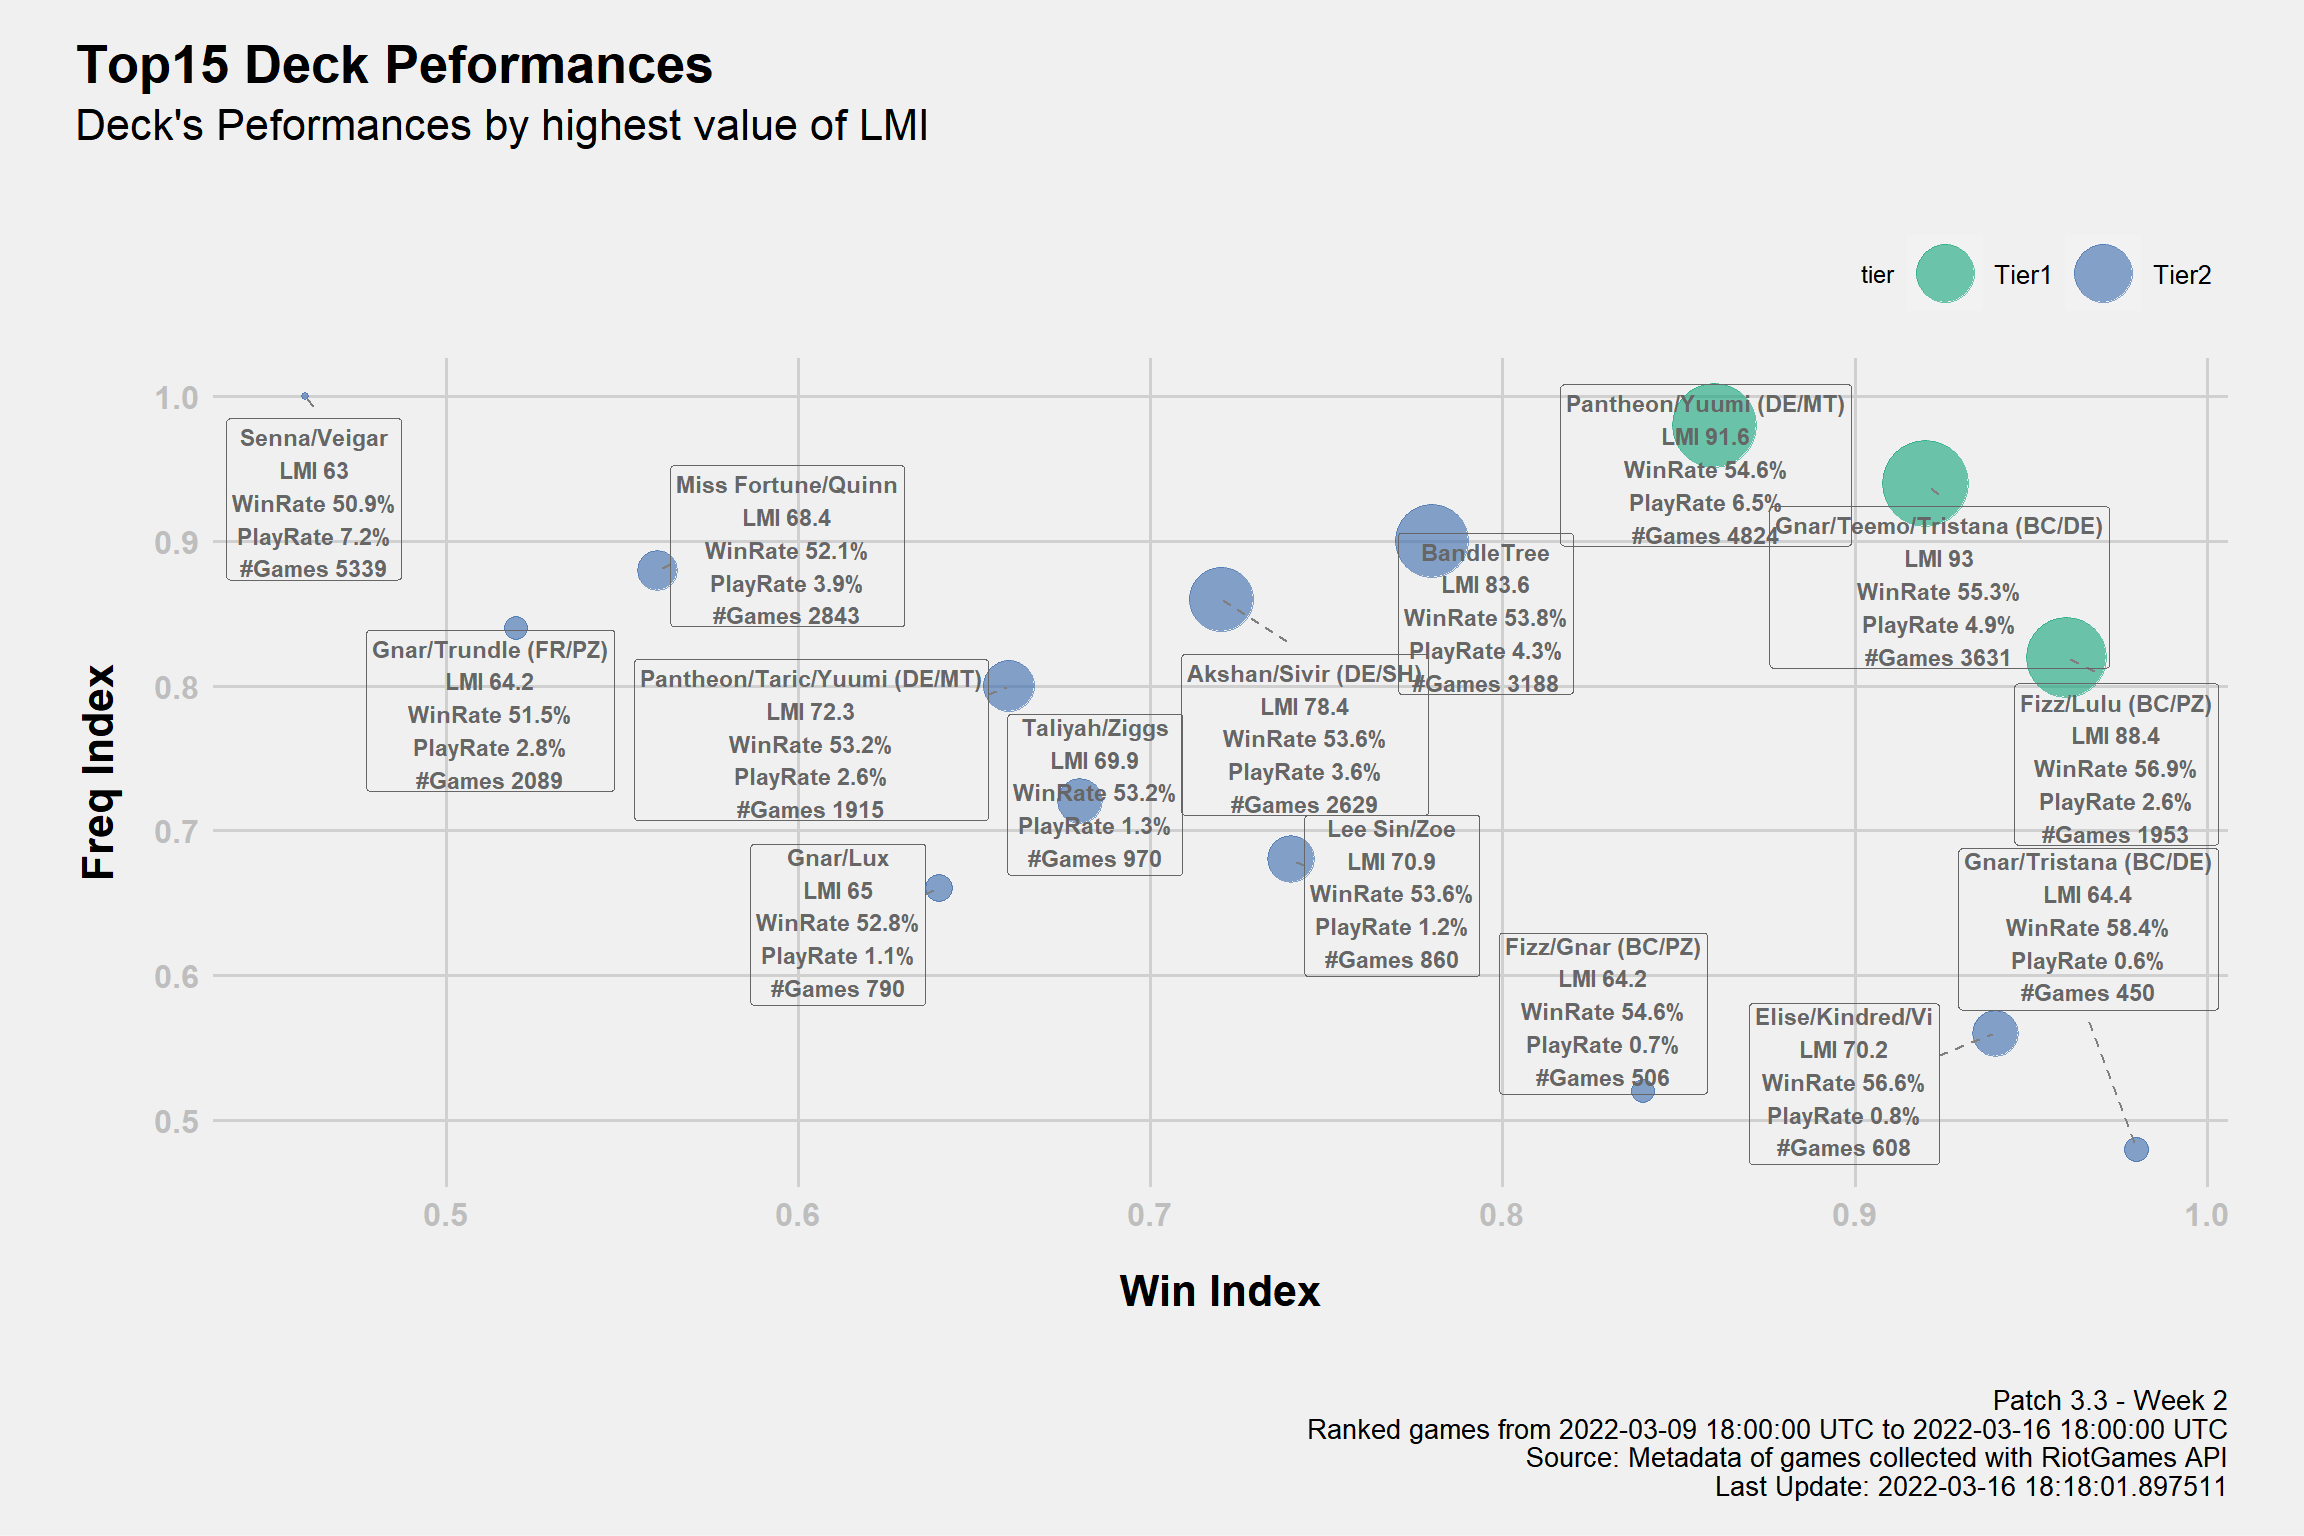 Top15 Deck Peformances
Deck's Peformances by highest value of LMI
tier Tier1 Tier2
Freq Index
1.0
0.9
0.8
0.7
0.6
0.5
Senna/Veigar
LMI 63
WinRate 50.9%
PlayRate 7.2%
#Games 5339
Miss Fortune/Quinn
LMI 68.4
WinRate 52.1%
PlayRate 3.9%
#Games 2843
Gnar/Trundle (FR/PZ)
LMI 64.2
WinRate 51.5%
PlayRate 2.8%
#Games 2089
Pantheon/Taric/Yuumi (DE/MT)
LMI 72.3
WinRate 53.2%
PlayRate 2.6%
#Games 1915
Gnar/Lux
LMI 65
WinRate 52.8%
PlayRate 1.1%
#Games 790
Taliyah/Ziggs
LMI 69.9
WinRate 53.2%
PlayRate 1.3%
#Games 970
Akshan/Sivir (DE/SH)
LMI 78.4
WinRate 53.6%
PlayRate 3.6%
#Games 2629
BandleTree
LMI 83.6
WinRate 53.8%
PlayRate 4.3%
#Games 3188
Lee Sin/Zoe
LMI 70.9
WinRate 53.6%
PlayRate 1.2%
#Games 860
Pantheon/Yuumi (DE/MT)
LMI 91.6
WinRate 54.6%
PlayRate 6.5%
#Games 4824
Gnar/Teemo/Tristana (BC/DE)
LMI 93
WinRate 55.3%
PlayRate 4.9%
#Games 3631
Fizz/Lulu (BC/PZ)
LMI 88.4
WinRate 56.9%
PlayRate 2.6%
#Games 1953
Gnar/Tristana (BC/DE)
LMI 64.4
WinRate 58.4%
PlayRate 0.6%
#Games 450
Fizz/Gnar (BC/PZ)
LMI 64.2
WinRate 54.6%
PlayRate 0.7%
#Games 506
Elise/Kindred/Vi
LMI 70.2
WinRate 56.6%
PlayRate 0.8%
#Games 608
0.5 0.6 0.7 0.8 0.9 1.0
Win Index
Patch 3.3 - Week 2
Ranked games from 2022-03-09 18:00:00 UTC to 2022-03-16 18:00:00 UTC
Source: Metadata of games collected with RiotGames API
Last Update: 2022-03-16 18:18:01.897511